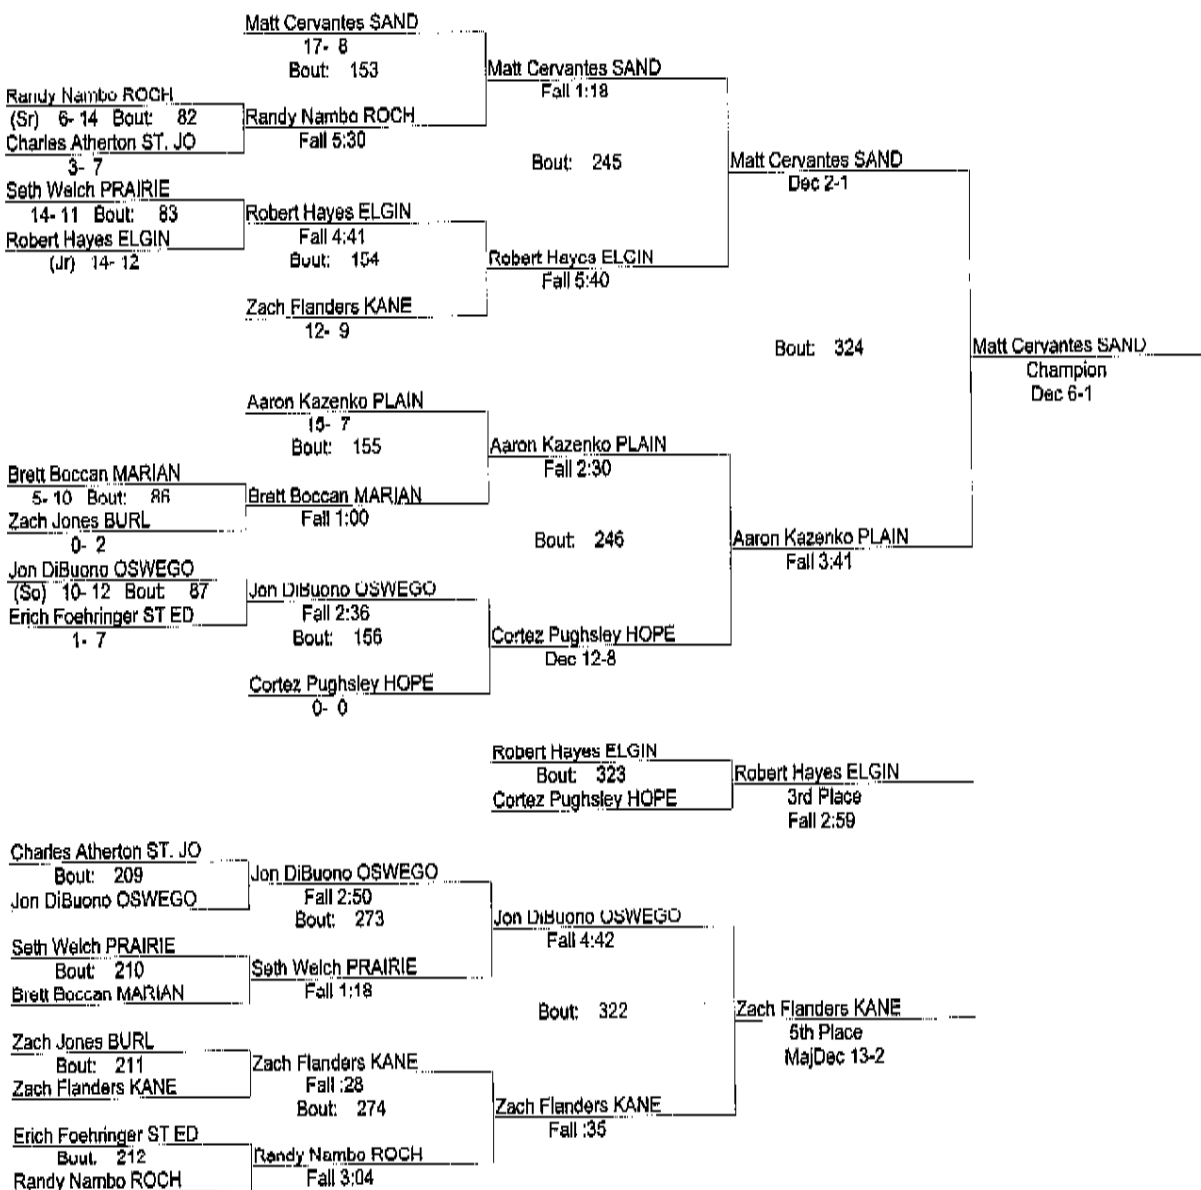 Matt Cervantes SAND
17- 8
Bout: 153
Matt Cervantes SAND
Fall 1:18
Randy Nambo ROCH
(Sr) 6- 14 Bout: 82
Randy Nambo ROCH
Fall 5:30
Charles Atherton ST. JO
3- 7
Bout: 245
Matt Cervantes SAND
Dec 2-1
Seth Welch PRAIRIE
14- 11 Bout: 83
Robert Hayes ELGIN
Fall 4:41
Bout: 154
Robert Hayes ELGIN
(Jr) 14- 12
Robert Hayes ELGIN
Fall 5:40
Zach Flanders KANE
12- 9
Bout: 324
Matt Cervantes SAND
Champion
Dec 6-1
Aaron Kazenko PLAIN
15- 7
Bout: 155
Aaron Kazenko PLAIN
Fall 2:30
Brett Boccan MARIAN
5- 10 Bout: 86
Brett Boccan MARIAN
Fall 1:00
Zach Jones BURL
0- 2
Bout: 246
Aaron Kazenko PLAIN
Fall 3:41
Jon DiBuono OSWEGO
(So) 10- 12 Bout: 87
Jon DiBuono OSWEGO
Fall 2:36
Bout: 156
Erich Foehringer ST ED
1- 7
Cortez Pughsley HOPE
Dec 12-8
Cortez Pughsley HOPE
0- 0
Robert Hayes ELGIN
Bout: 323
Cortez Pughsley HOPE
Robert Hayes ELGIN
3rd Place
Fall 2:59
Charles Atherton ST. JO
Bout: 209
Jon DiBuono OSWEGO
Jon DiBuono OSWEGO
Fall 2:50
Bout: 273
Jon DiBuono OSWEGO
Fall 4:42
Seth Welch PRAIRIE
Bout: 210
Brett Boccan MARIAN
Seth Welch PRAIRIE
Fall 1:18
Bout: 322
Zach Flanders KANE
5th Place
MajDec 13-2
Zach Jones BURL
Bout: 211
Zach Flanders KANE
Zach Flanders KANE
Fall :28
Bout: 274
Zach Flanders KANE
Fall :35
Erich Foehringer ST ED
Bout: 212
Randy Nambo ROCH
Randy Nambo ROCH
Fall 3:04